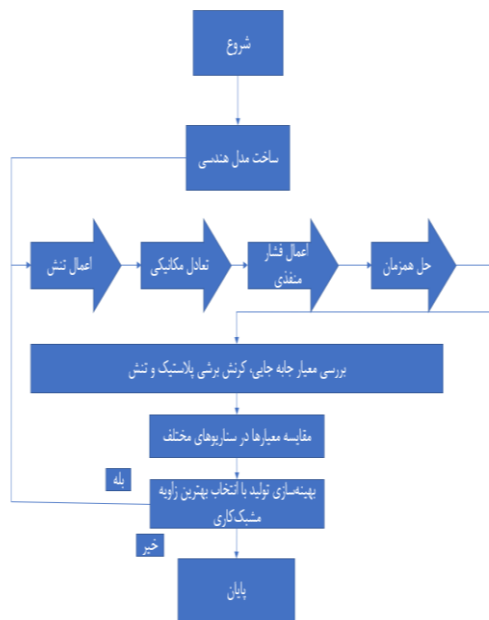 شروع
ساخت مدل هندسی
اعمال تنش
تعادل مکانیکی
اعمال فشار
منفذی
حل همزمان
بررسی معیار جابه جایی، کرنش برشی پلاستیک و تنش
مقایسه معیارها در سناریوهای مختلف
بله
بهینه‌سازی تولید با انتخاب بهترین زاویه
مشبک‌کاری
خیر
پایان